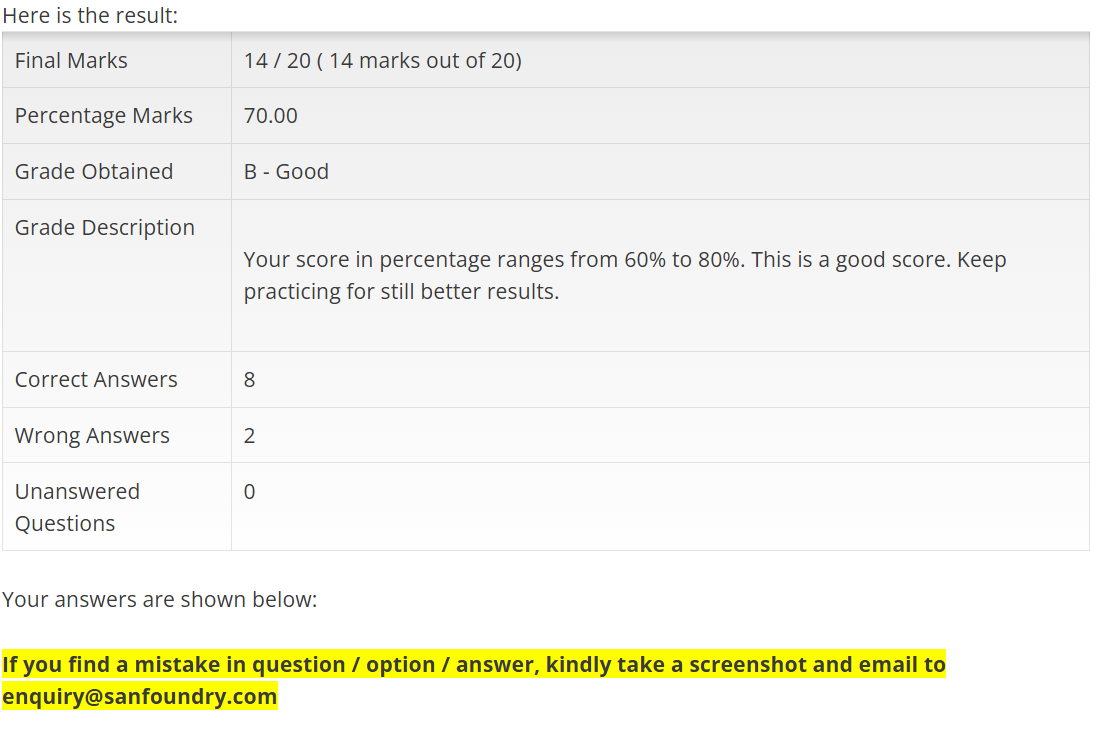 Here is the result:
Final Marks 14 / 20 ( 14 marks out of 20)
Percentage Marks 70.00
Grade Obtained B - Good
Grade Description
Your score in percentage ranges from 60% to 80%. This is a good score. Keep
practicing for still better results.
Correct Answers 8
Wrong Answers 2
Unanswered 0
Questions
Your answers are shown below:
If you find a mistake in question / option / answer, kindly take a screenshot and email to
enquiry@sanfoundry.com